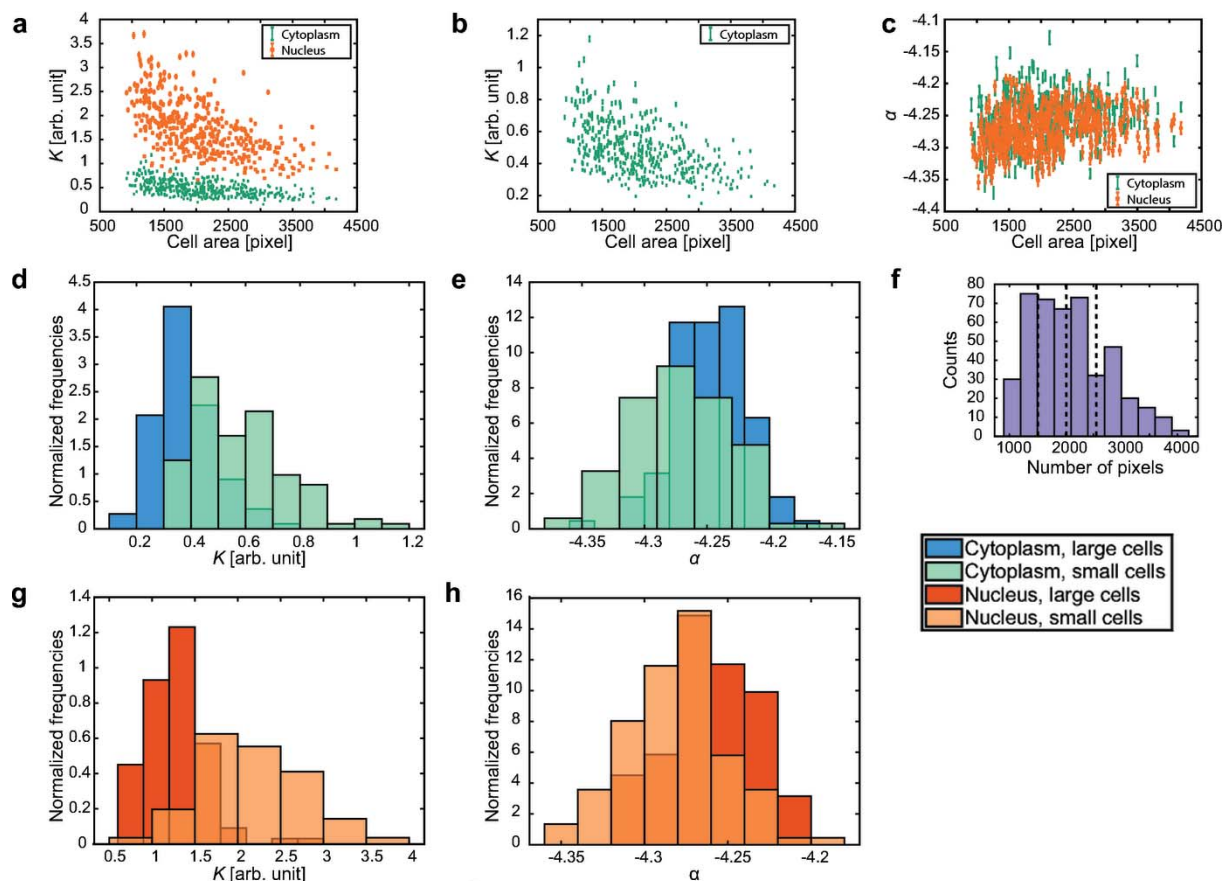 a
4
3.5
3
2.5
2
1.5
1
0.5
0
K [arb. unit]
Cytoplasm
Nucleus
500 1500 2500 3500 4500
Cell area [pixel]
b
1.2
1
0.8
0.6
0.4
0.2
K [arb. unit]
Cytoplasm
500 1500 2500 3500 4500
Cell area [pixel]
c
-4.1
-4.15
-4.2
-4.25
-4.3
-4.35
-4.4
α
Cytoplasm
Nucleus
500 1500 2500 3500 4500
Cell area [pixel]
d
4.5
4
3.5
3
2.5
2
1.5
1
0.5
0
Normalized frequencies
0.2 0.4 0.6 0.8 1 1.2
K [arb. unit]
e
14
12
10
8
6
4
2
0
Normalized frequencies
-4.35 -4.3 -4.25 -4.2 -4.15
α
f
80
70
60
50
40
30
20
10
0
Counts
1000 2000 3000 4000
Number of pixels
Cytoplasm, large cells
Cytoplasm, small cells
Nucleus, large cells
Nucleus, small cells
g
1.4
1.2
1
0.8
0.6
0.4
0.2
0
Normalized frequencies
0.5 1 1.5 2 2.5 3 3.5 4
K [arb. unit]
h
16
14
12
10
8
6
4
2
0
Normalized frequencies
-4.35 -4.3 -4.25 -4.2
α